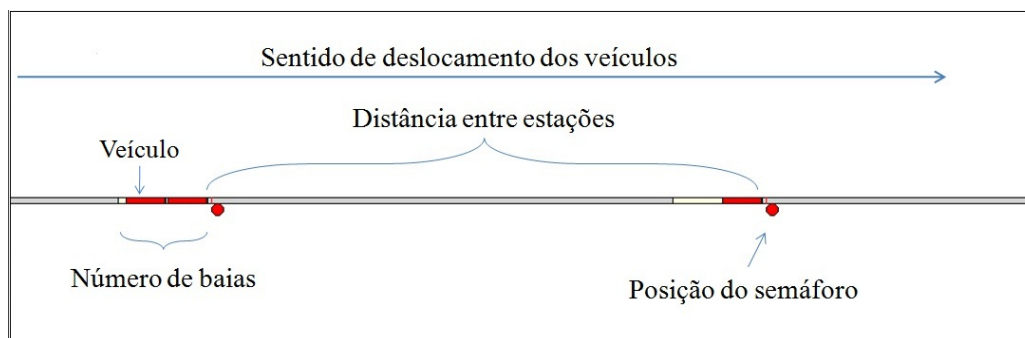 Sentido de deslocamento dos veículos
Distância entre estações
Veículo
Número de baias
Posição do semáforo